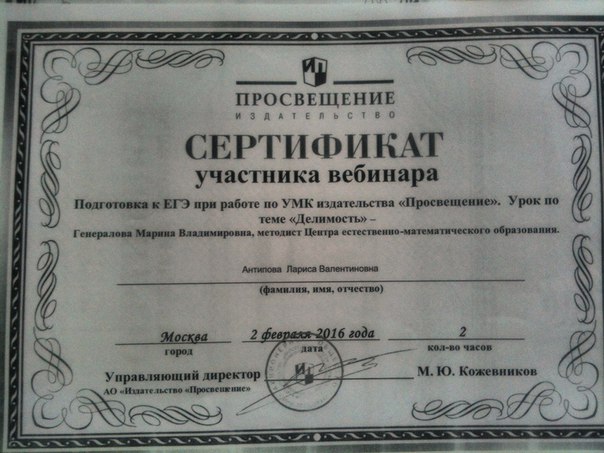 ПРОСВЕЩЕНИЕ
ИЗДАТЕЛЬСТВО
СЕРТИФИКАТ
участника вебинара
Подготовка к ЕГЭ при работе по УМК издательства «Просвещение». Урок по
теме «Делимость» –
Генералова Марина Владимировна, методист Центра естественно-математического образования.
Антипова Лариса Валентиновна
(фамилия, имя, отчество)
Москва 2 февраля 2016 года 2
город дата кол-во часов
Управляющий директор М. Ю. Кожевников
АО «Издательство «Просвещение»